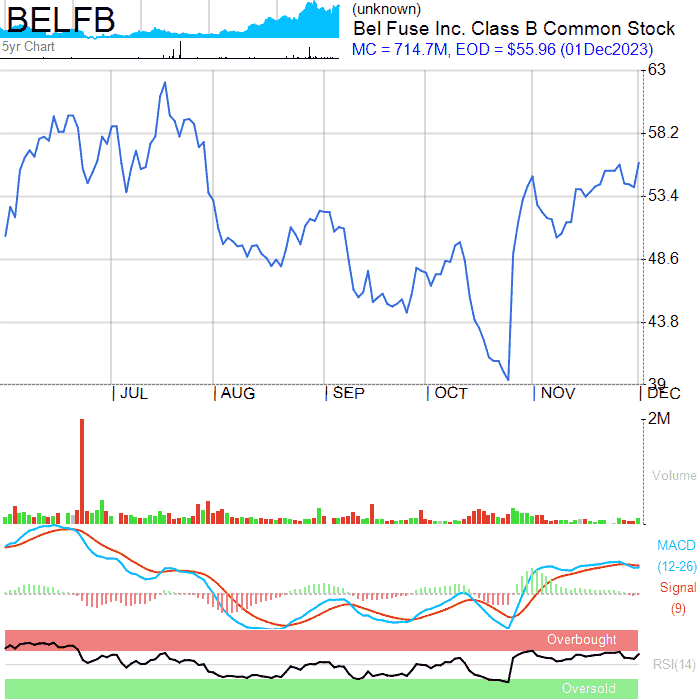 BELFB
5yr Chart
(unknown)
Bel Fuse Inc. Class B Common Stock
MC = 714.7M, EOD = $55.96 (01Dec2023)
63
58.2
53.4
48.6
43.8
39
JUL
AUG
SEP
OCT
NOV
DEC
2M
Volume
MACD
(12-26)
Signal
(9)
Overbought
RSI(14)
Oversold